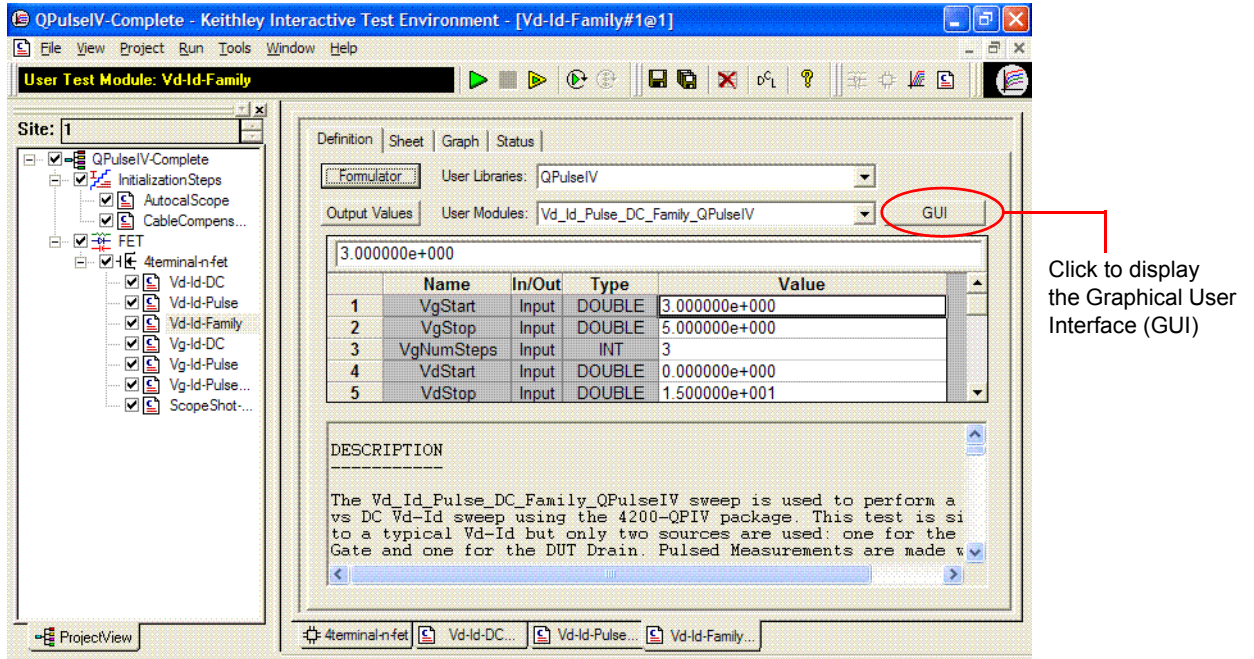 QPulseIV-Complete - Keithley Interactive Test Environment - [Vd-Id-Family#1@1]
File View Project Run Tools Window Help
User Test Module: Vd-Id-Family
Site: 1
QPulseIV-Complete
InitializationSteps
AutocalScope
CableCompens...
FET
4terminal-n-fet
Vd-Id-DC
Vd-Id-Pulse
Vd-Id-Family
Vg-Id-DC
Vg-Id-Pulse
Vg-Id-Pulse...
ScopeShot-...
ProjectView
Definition Sheet Graph Status
Formulator User Libraries: QPulseIV
Output Values User Modules: Vd_Id_Pulse_DC_Family_QPulseIV GUI
3.000000e+000
Name In/Out Type Value
1 VgStart Input DOUBLE 3.000000e+000
2 VgStop Input DOUBLE 5.000000e+000
3 VgNumSteps Input INT 3
4 VdStart Input DOUBLE 0.000000e+000
5 VdStop Input DOUBLE 1.500000e+001
DESCRIPTION
-----------
The Vd_Id_Pulse_DC_Family_QPulseIV sweep is used to perform a
vs DC Vd-Id sweep using the 4200-QPIV package. This test is si
to a typical Vd-Id but only two sources are used: one for the
Gate and one for the DUT Drain. Pulsed Measurements are made w
4terminal-n-fet Vd-Id-DC... Vd-Id-Pulse... Vd-Id-Family...
Click to display
the Graphical User
Interface (GUI)